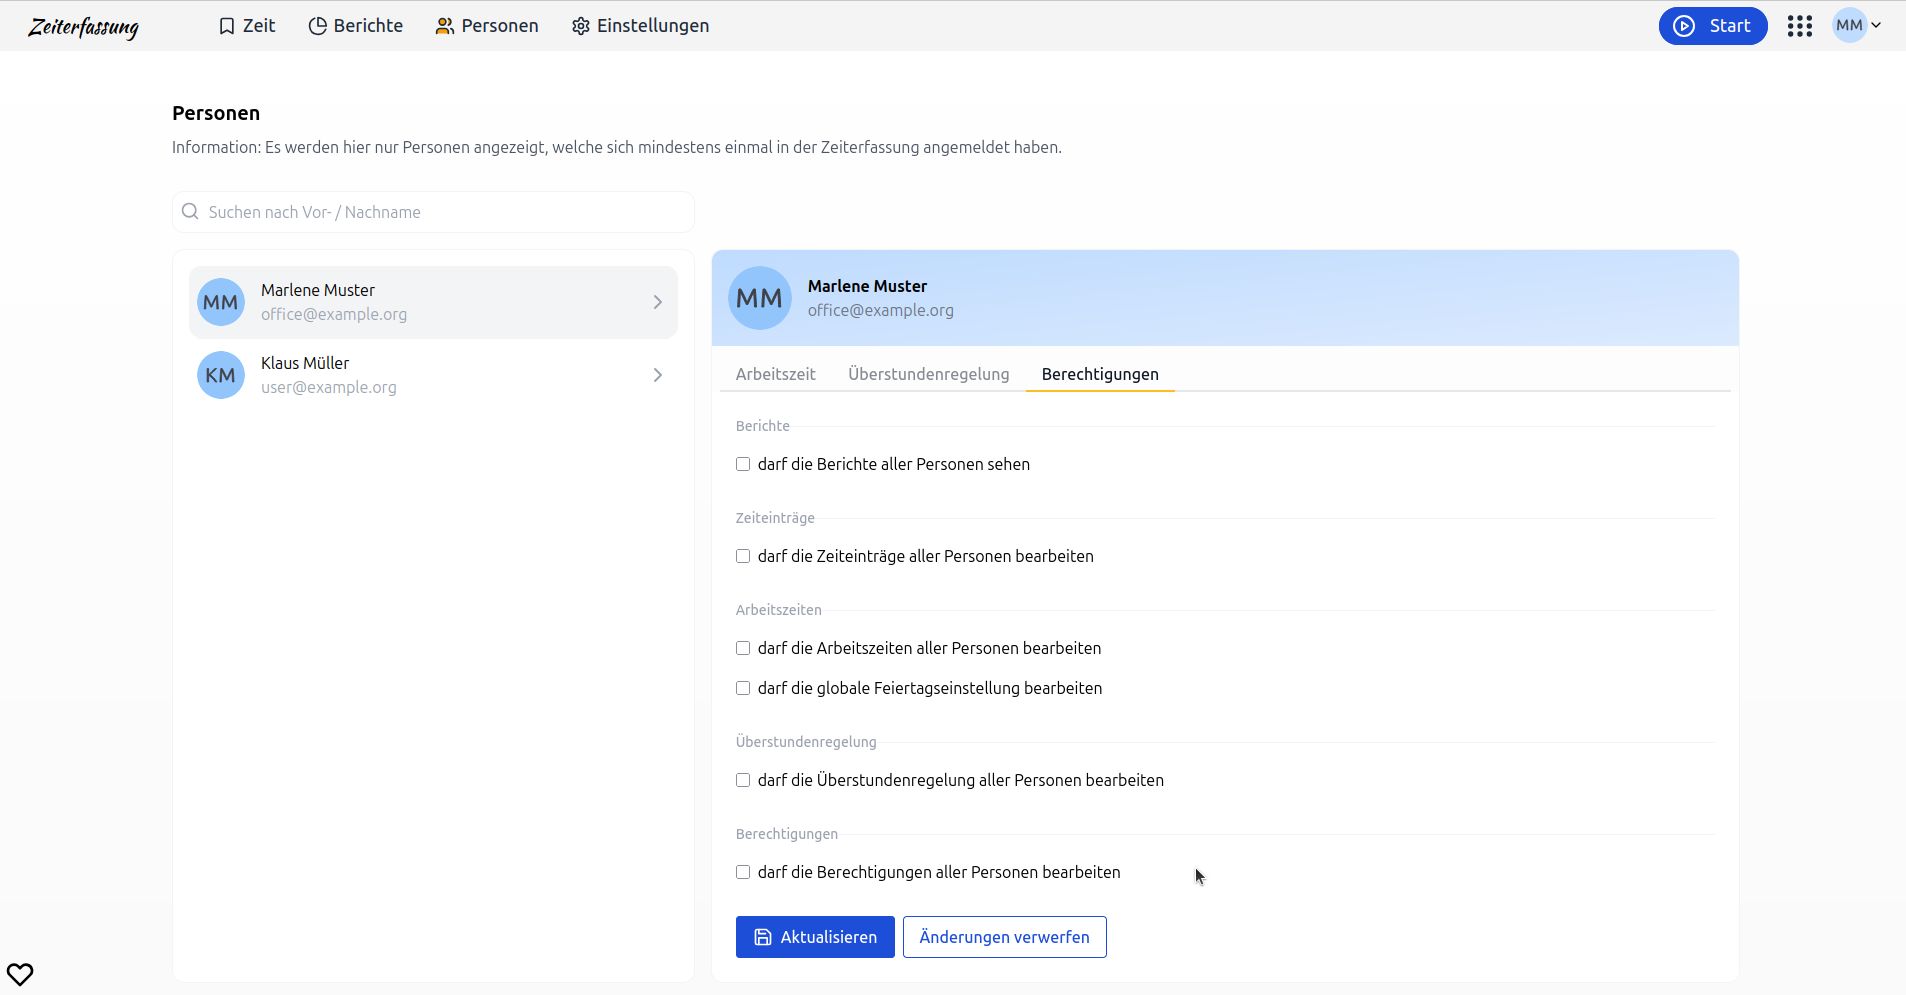 Zeiterfassung
Zeit
Berichte
Personen
Einstellungen
Start
MM
Personen
Information: Es werden hier nur Personen angezeigt, welche sich mindestens einmal in der Zeiterfassung angemeldet haben.
Suchen nach Vor- / Nachname
MM
Marlene Muster
office@example.org
KM
Klaus Müller
user@example.org
MM
Marlene Muster
office@example.org
Arbeitszeit
Überstundenregelung
Berechtigungen
Berichte
darf die Berichte aller Personen sehen
Zeiteinträge
darf die Zeiteinträge aller Personen bearbeiten
Arbeitszeiten
darf die Arbeitszeiten aller Personen bearbeiten
darf die globale Feiertagseinstellung bearbeiten
Überstundenregelung
darf die Überstundenregelung aller Personen bearbeiten
Berechtigungen
darf die Berechtigungen aller Personen bearbeiten
Aktualisieren
Änderungen verwerfen